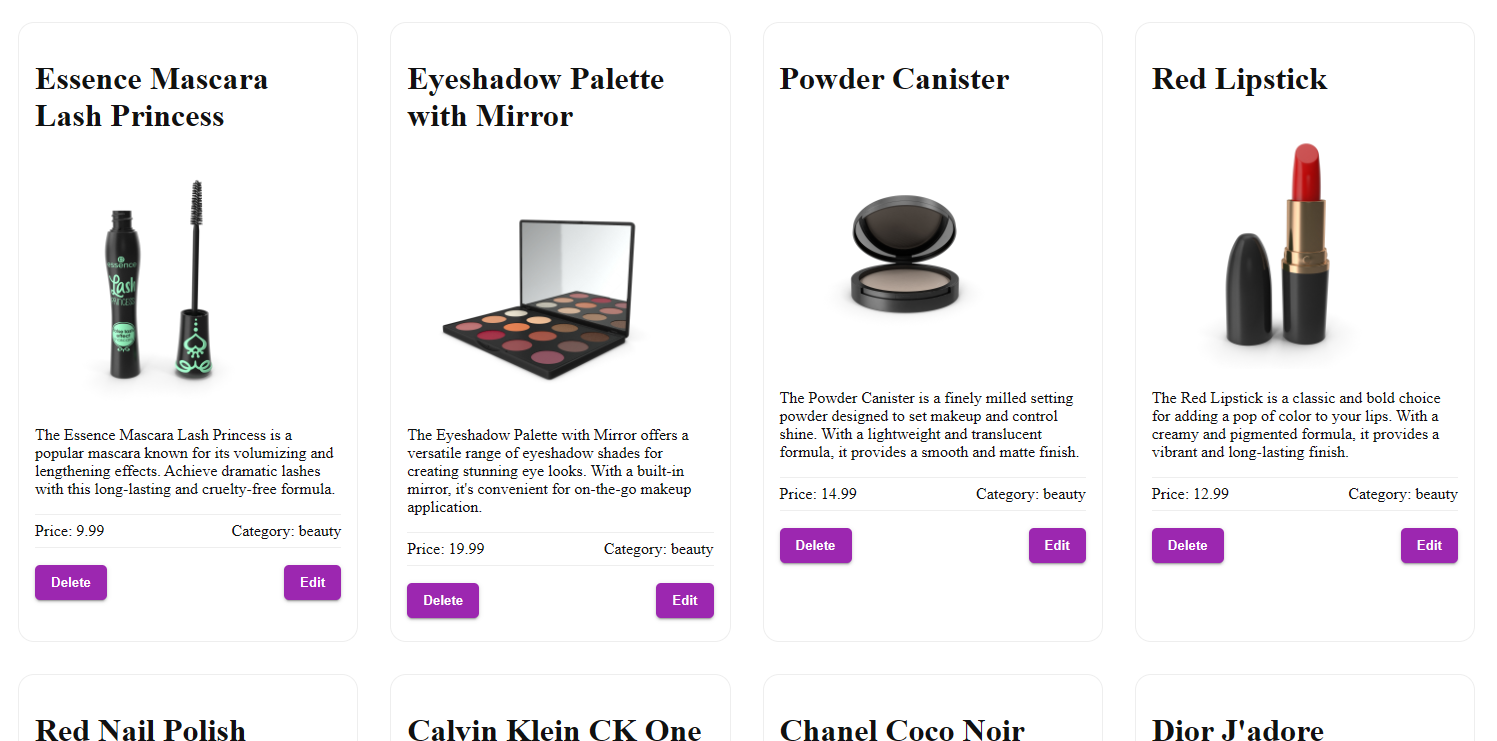 Essence Mascara
Lash Princess
essence
Lash
PRINCESS
The Essence Mascara Lash Princess is a
popular mascara known for its volumizing and
lengthening effects. Achieve dramatic lashes
with this long-lasting and cruelty-free formula.
Price: 9.99 Category: beauty
Delete Edit
Eyeshadow Palette
with Mirror
The Eyeshadow Palette with Mirror offers a
versatile range of eyeshadow shades for
creating stunning eye looks. With a built-in
mirror, it's convenient for on-the-go makeup
application.
Price: 19.99 Category: beauty
Delete Edit
Powder Canister
The Powder Canister is a finely milled setting
powder designed to set makeup and control
shine. With a lightweight and translucent
formula, it provides a smooth and matte finish.
Price: 14.99 Category: beauty
Delete Edit
Red Lipstick
The Red Lipstick is a classic and bold choice
for adding a pop of color to your lips. With a
creamy and pigmented formula, it provides a
vibrant and long-lasting finish.
Price: 12.99 Category: beauty
Delete Edit
Red Nail Polish
Calvin Klein CK One
Chanel Coco Noir
Dior J'adore